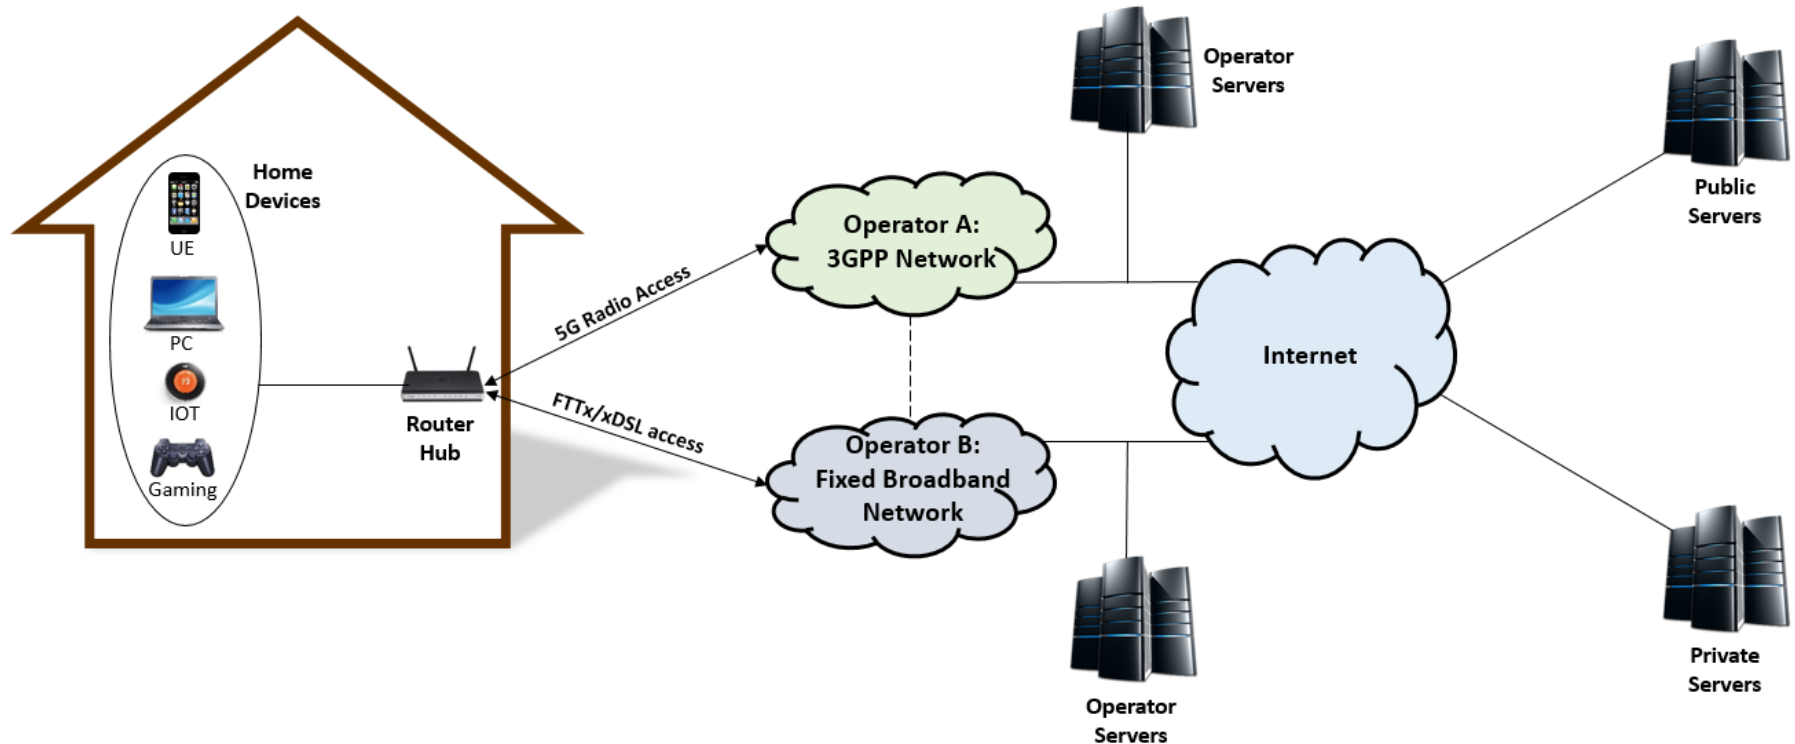 Home
Devices
UE
PC
IOT
73
Gaming
Router
Hub
5G Radio Access
FTTx/xDSL access
Operator A:
3GPP Network
Operator B:
Fixed Broadband
Network
Operator
Servers
Operator
Servers
Internet
Public
Servers
Private
Servers